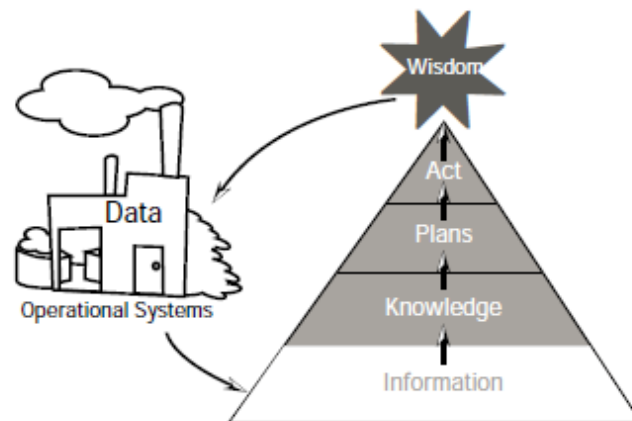 Wisdom
Act
Data
Plans
Operational Systems
Knowledge
Information